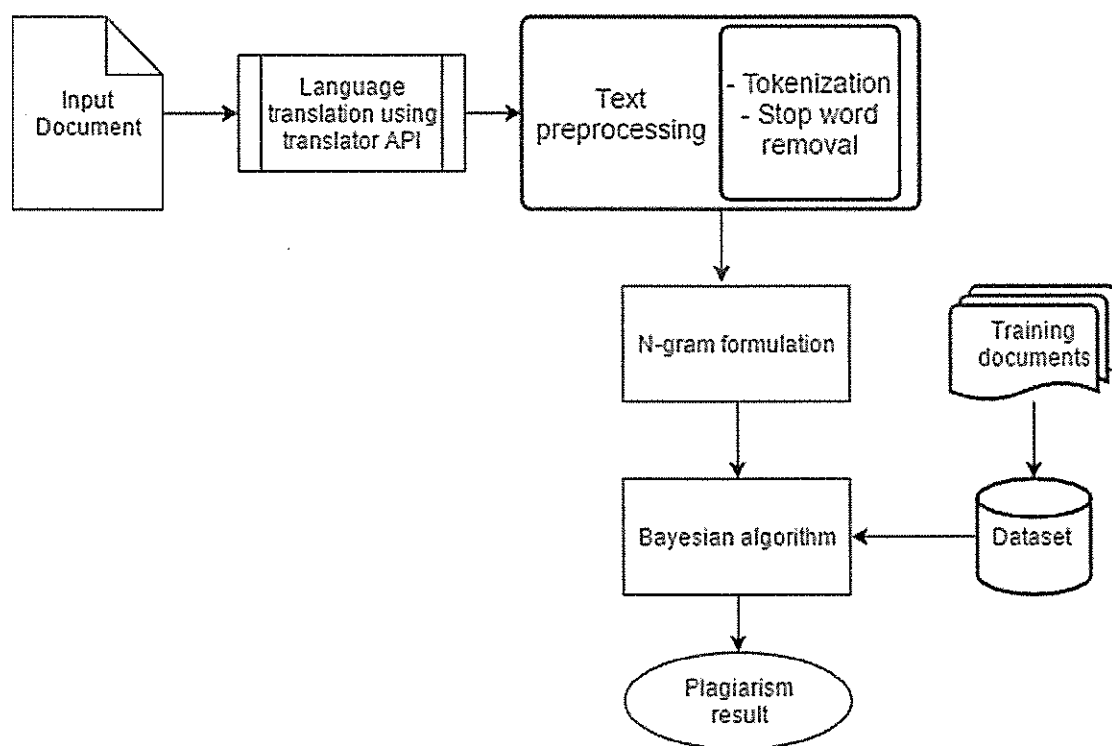 Input
Document
Language
translation using
translator API
Text
preprocessing
- Tokenization
- Stop word
removal
N-gram formulation
Training
documents
Bayesian algorithm
Dataset
Plagiarism
result